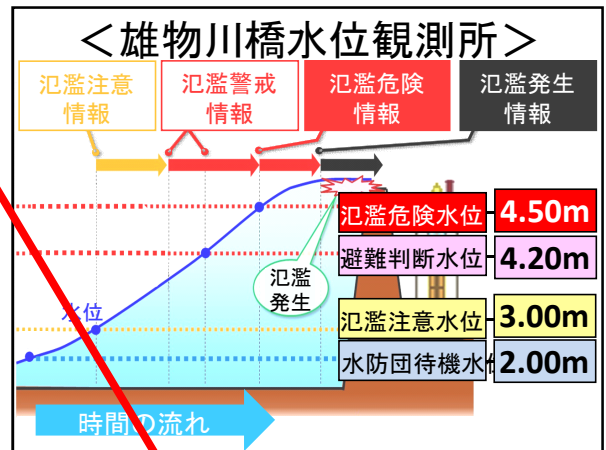 ＜雄物川橋水位観測所＞
氾濫注意
情報
氾濫警戒
情報
氾濫危険
情報
氾濫発生
情報
氾濫危険水位 4.50m
避難判断水位 4.20m
氾濫
発生
水位
氾濫注意水位 3.00m
水防団待機水位 2.00m
時間の流れ